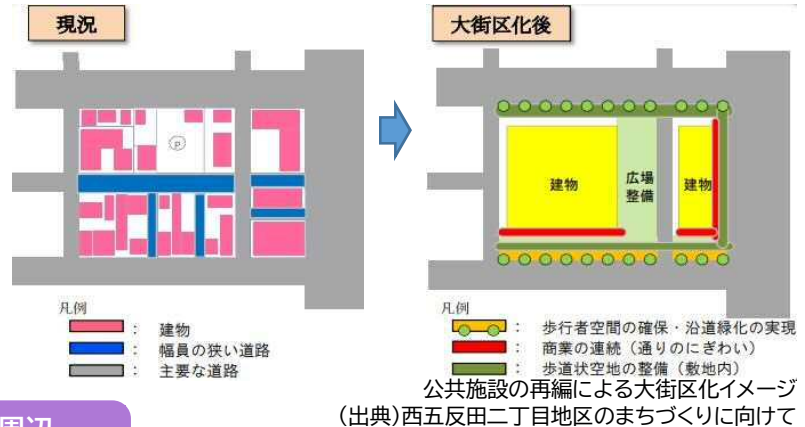 現況
大街区化後
P
建物
広場
整備
建物
凡例
： 建物
： 幅員の狭い道路
： 主要な道路
凡例
： 歩行者空間の確保・沿道緑化の実現
： 商業の連続（通りのにぎわい）
： 歩道状空地の整備（敷地内）
公共施設の再編による大街区化イメージ
(出典)西五反田二丁目地区のまちづくりに向けて
周辺